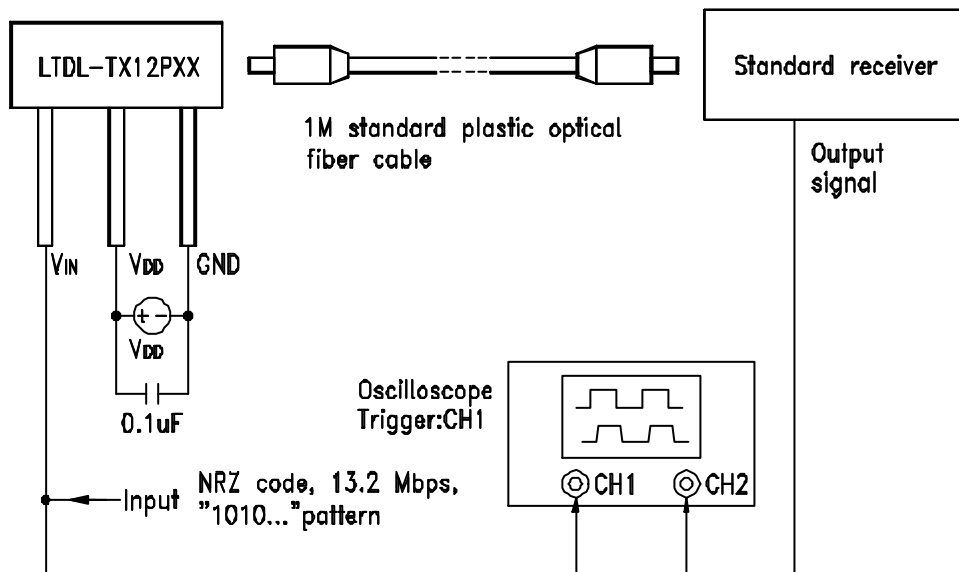 LTDL-TX12PXX
Standard receiver
1M standard plastic optical
fiber cable
Output
signal
VIN
VDD
GND
+ -
VDD
0.1uF
Oscilloscope
Trigger:CH1
CH1
CH2
Input
NRZ code, 13.2 Mbps,
"1010..."pattern